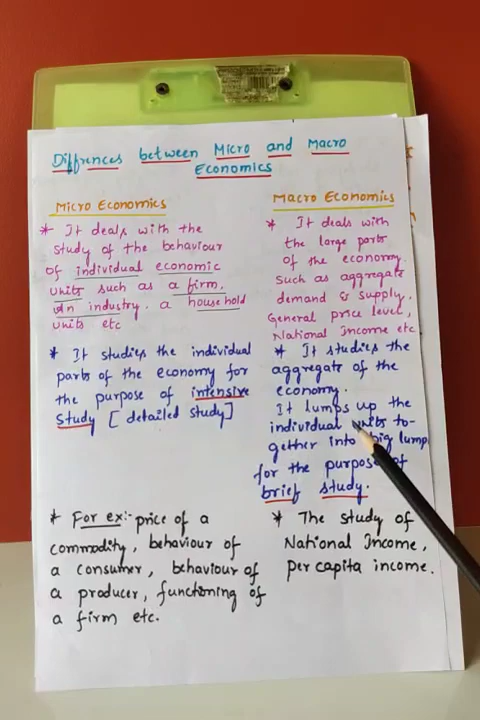 Diffrences between Micro and Macro
Economics
Micro Economics
* It deals with the
study of the behaviour
of individual economic
units such as a firm,
an industry. a household
units etc
* It studies the individual
parts of the economy for
the purpose of intensive
study [detailed study]
* For ex:- price of a
commodity, behaviour of
a consumer, behaviour of
a producer, functioning of
a firm etc.
Macro Economics
* It deals with
the large parts
of the economy.
Such as aggregate
demand & supply,
General price level,
National Income etc
* It studies the
aggregate of the
economy.
It lumps up the
individual units to-
gether into big lump
for the purpose of
brief study.
* The study of
National Income,
per capita income.